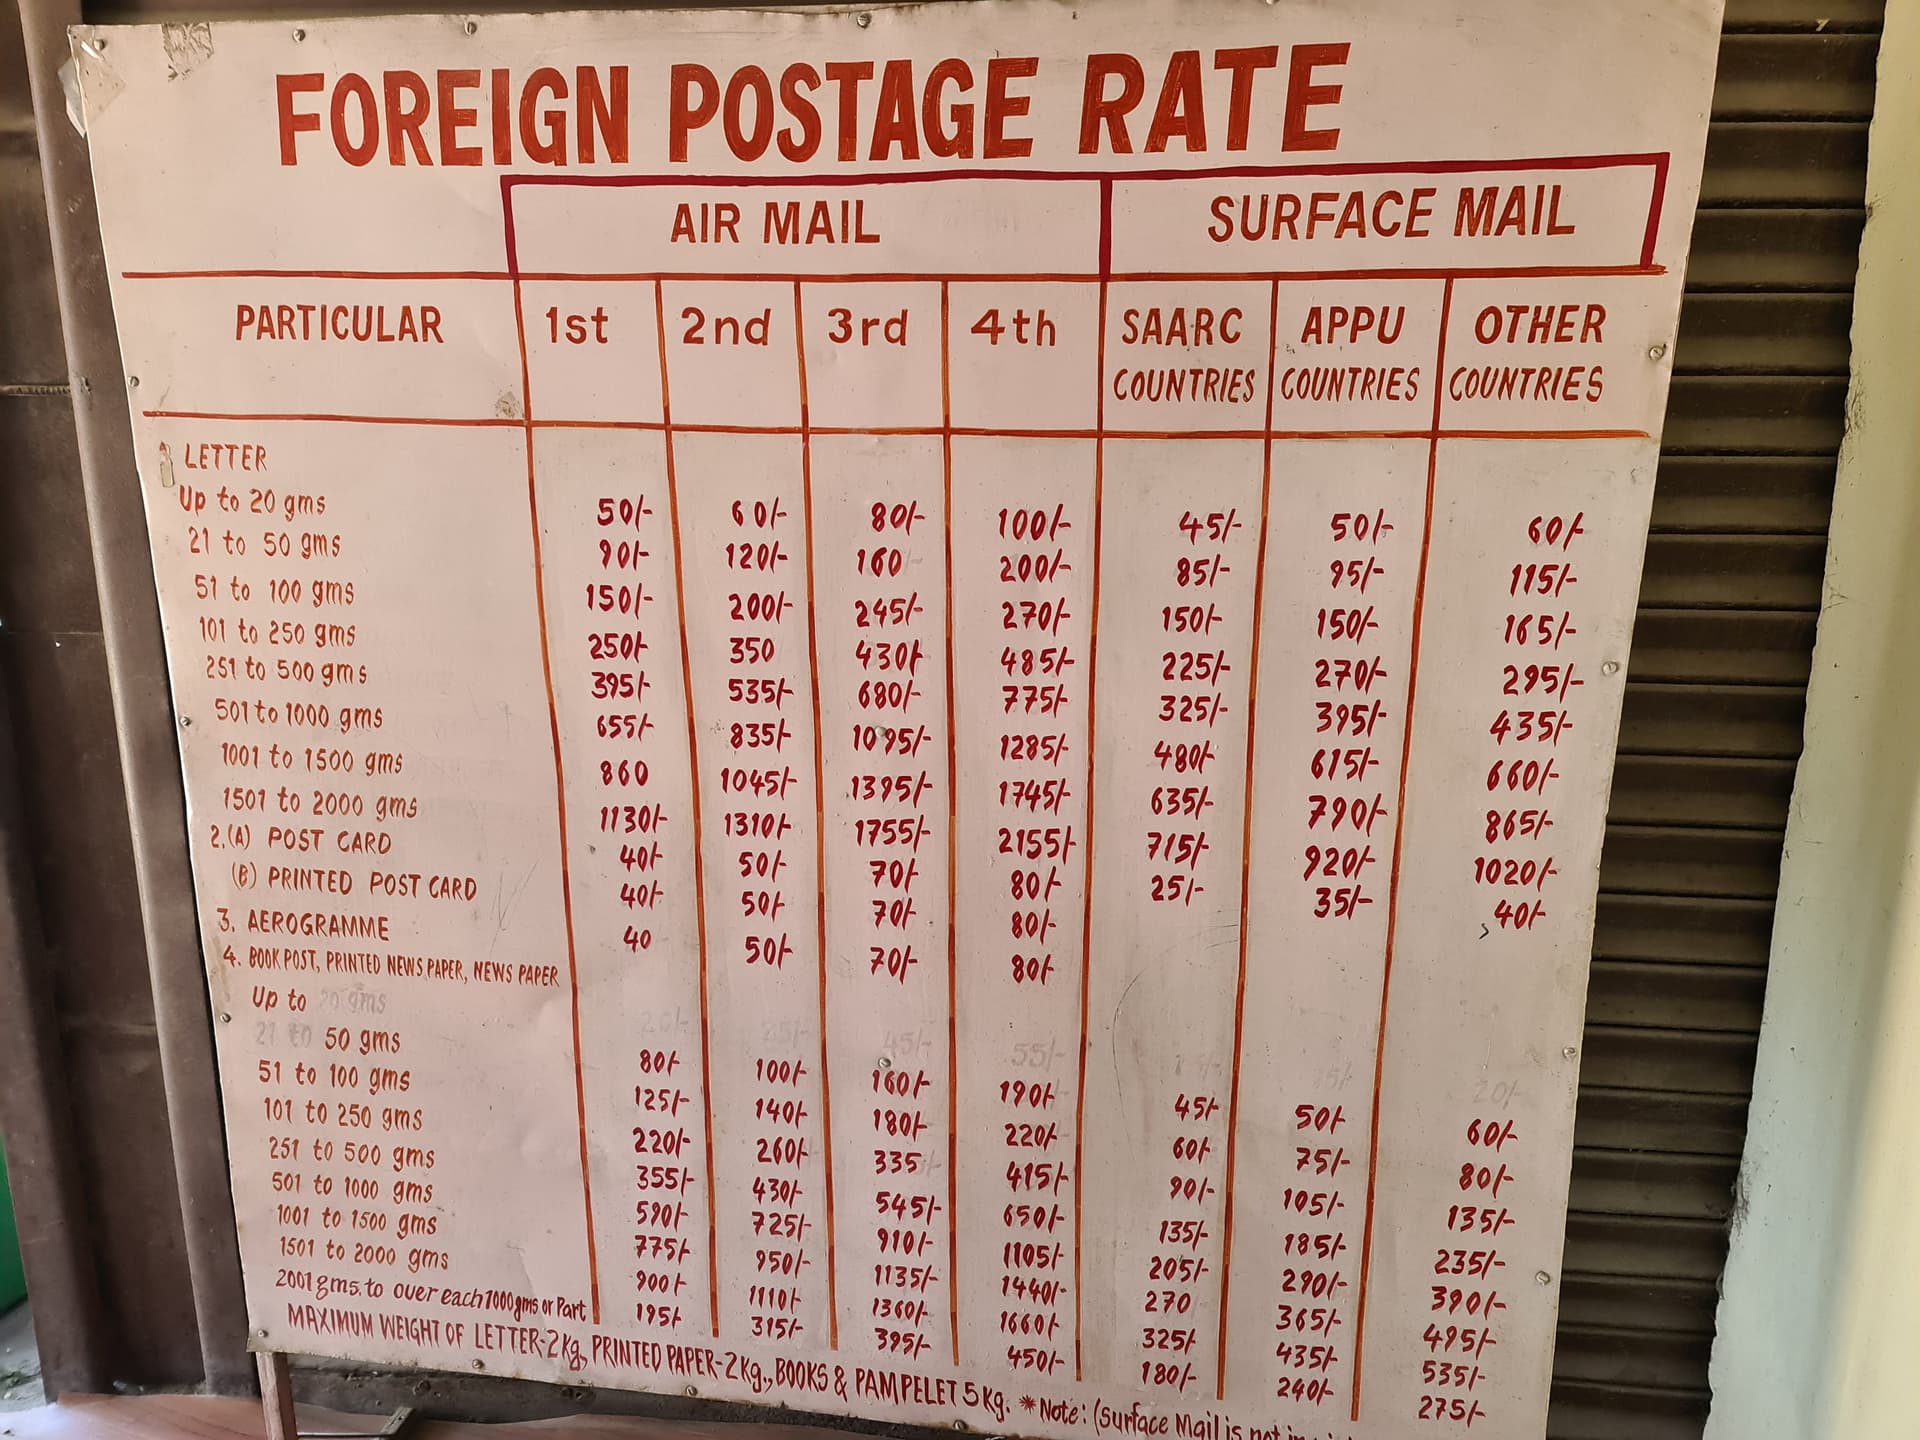 FOREIGN POSTAGE RATE
AIR MAIL SURFACE MAIL
PARTICULAR 1st 2nd 3rd 4th SAARC COUNTRIES APPU COUNTRIES OTHER COUNTRIES
LETTER
Up to 20 gms 50/- 60/- 80/- 100/- 45/- 50/- 60/-
21 to 50 gms 90/- 120/- 160 200/- 85/- 95/- 115/-
51 to 100 gms 150/- 200/- 245/- 270/- 150/- 150/- 165/-
101 to 250 gms 250/- 350 430/- 485/- 225/- 270/- 295/-
251 to 500 gms 395/- 535/- 680/- 775/- 325/- 395/- 435/-
501 to 1000 gms 655/- 835/- 1095/- 1285/- 480/- 615/- 660/-
1001 to 1500 gms 860 1045/- 1395/- 1745/- 635/- 790/- 865/-
1501 to 2000 gms 1130/- 1310/- 1755/- 2155/- 715/- 920/- 1020/-
2.(A) POST CARD 40/- 50/- 70/- 80/- 25/- 35/- 40/-
(B) PRINTED POST CARD 40/- 50/- 70/- 80/-
3. AEROGRAMME 40 50/- 70/- 80/-
4. BOOK POST, PRINTED NEWS PAPER, NEWS PAPER
Up to 20 gms 45/- 55/- 20/-
21 to 50 gms 80/- 100/- 160/- 190/- 45/- 50/- 60/-
51 to 100 gms 125/- 140/- 180/- 220/- 60/- 75/- 80/-
101 to 250 gms 220/- 260/- 335 415/- 90/- 105/- 135/-
251 to 500 gms 355/- 430/- 545/- 650/- 135/- 185/- 235/-
501 to 1000 gms 590/- 725/- 910/- 1105/- 205/- 290/- 390/-
1001 to 1500 gms 775/- 950/- 1135/- 1440/- 270 365/- 495/-
1501 to 2000 gms 900/- 1110/- 1360/- 1660/- 325/- 435/- 535/-
2001 gms. to over each 1000 gms or Part 195/- 315/- 395/- 450/- 180/- 240/- 275/-
MAXIMUM WEIGHT OF LETTER-2 kg, PRINTED PAPER-2 kg., BOOKS & PAMPELET 5 kg. *Note: (Surface Mail is not